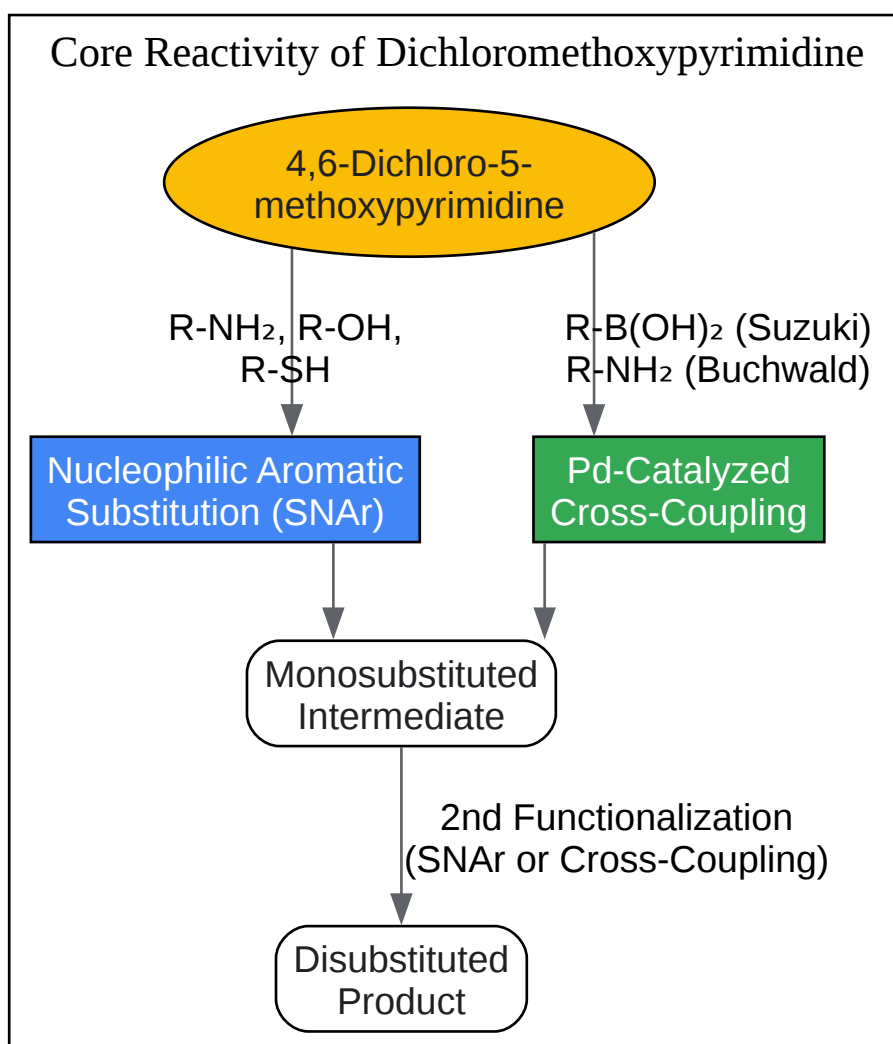 Core Reactivity of Dichloromethoxypyrimidine
4,6-Dichloro-5-
methoxypyrimidine
R-NH₂, R-OH,
R-SH
R-B(OH)₂ (Suzuki)
R-NH₂ (Buchwald)
Nucleophilic Aromatic
Substitution (SNAr)
Pd-Catalyzed
Cross-Coupling
Monosubstituted
Intermediate
2nd Functionalization
(SNAr or Cross-Coupling)
Disubstituted
Product